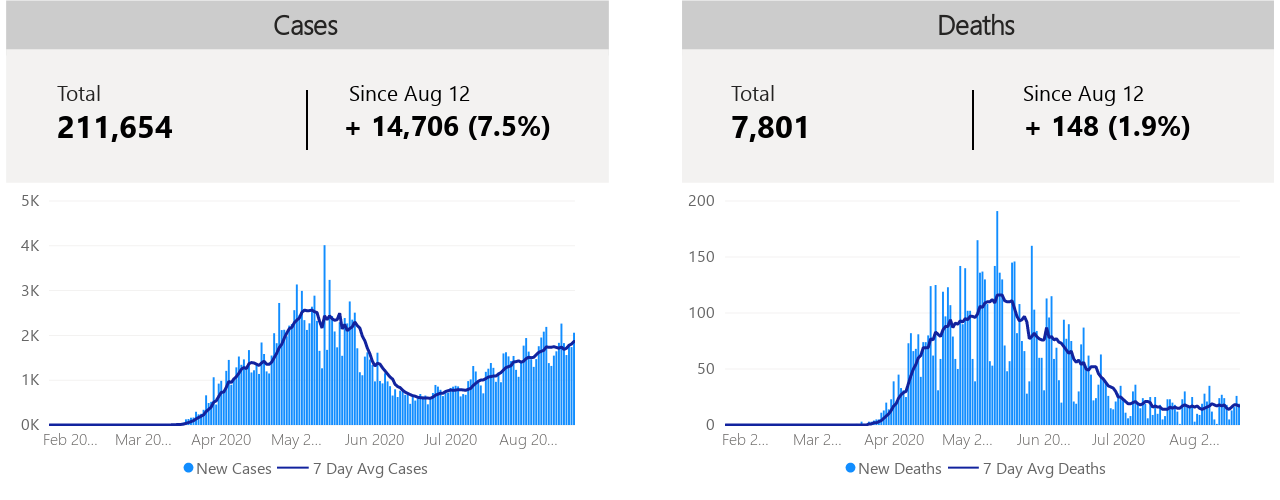 Cases
Total
211,654
Since Aug 12
+ 14,706 (7.5%)
5K
4K
3K
2K
1K
0K
Feb 20...
Mar 20...
Apr 2020
May 2...
Jun 2020
Jul 2020
Aug 20...
New Cases
7 Day Avg Cases
Deaths
Total
7,801
Since Aug 12
+ 148 (1.9%)
200
150
100
50
0
Feb 2...
Mar 2...
Apr 2020
May 2...
Jun 20...
Jul 2020
Aug 2...
New Deaths
7 Day Avg Deaths